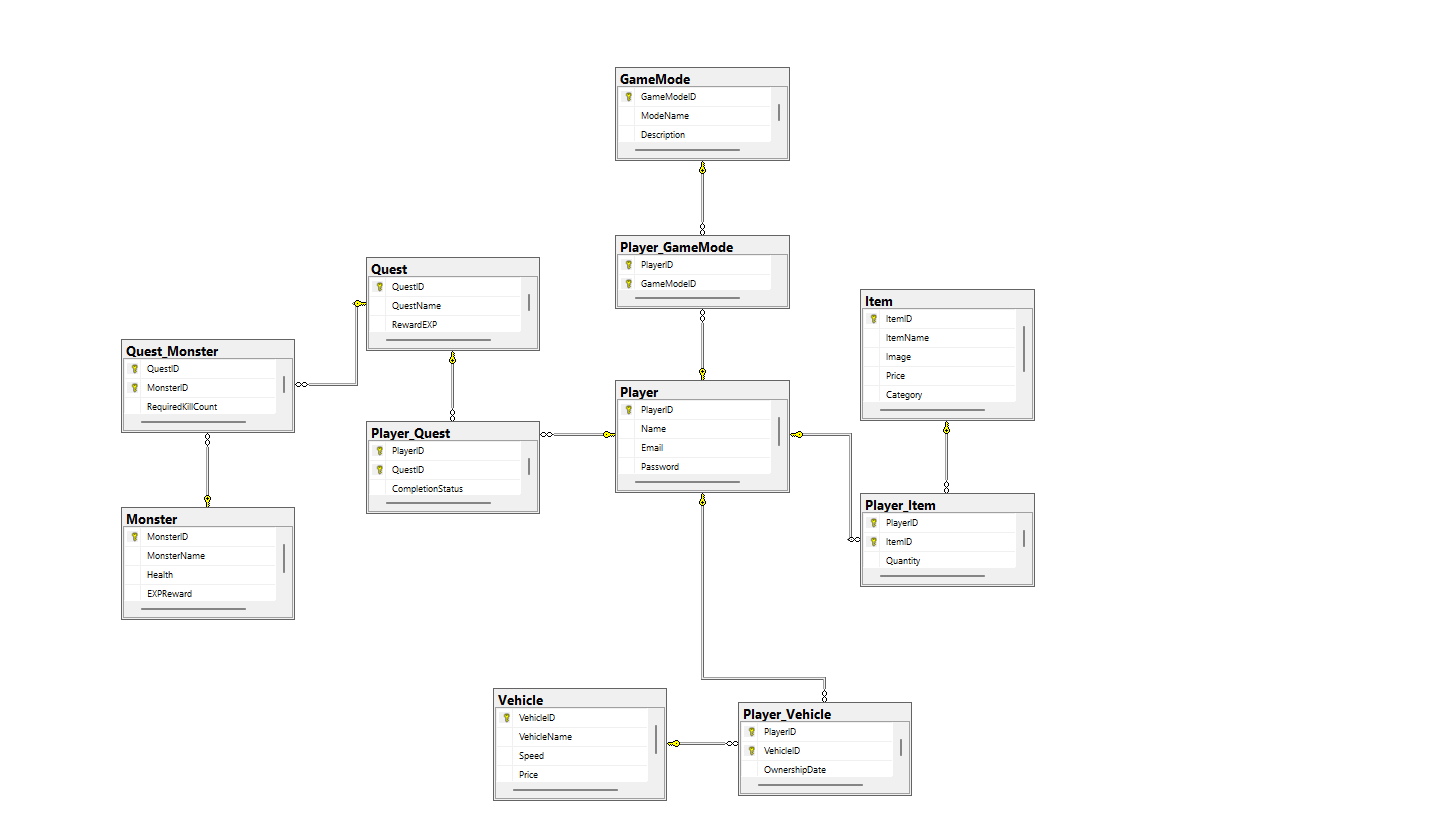 GameMode
GameModeID
ModeName
Description
Player_GameMode
PlayerID
GameModeID
Quest
QuestID
QuestName
RewardEXP
Item
ItemID
ItemName
Image
Price
Category
Quest_Monster
QuestID
MonsterID
RequiredKillCount
Player
PlayerID
Name
Email
Password
Player_Quest
PlayerID
QuestID
CompletionStatus
Player_Item
PlayerID
ItemID
Quantity
Monster
MonsterID
MonsterName
Health
EXPReward
Vehicle
VehicleID
VehicleName
Speed
Price
Player_Vehicle
PlayerID
VehicleID
OwnershipDate